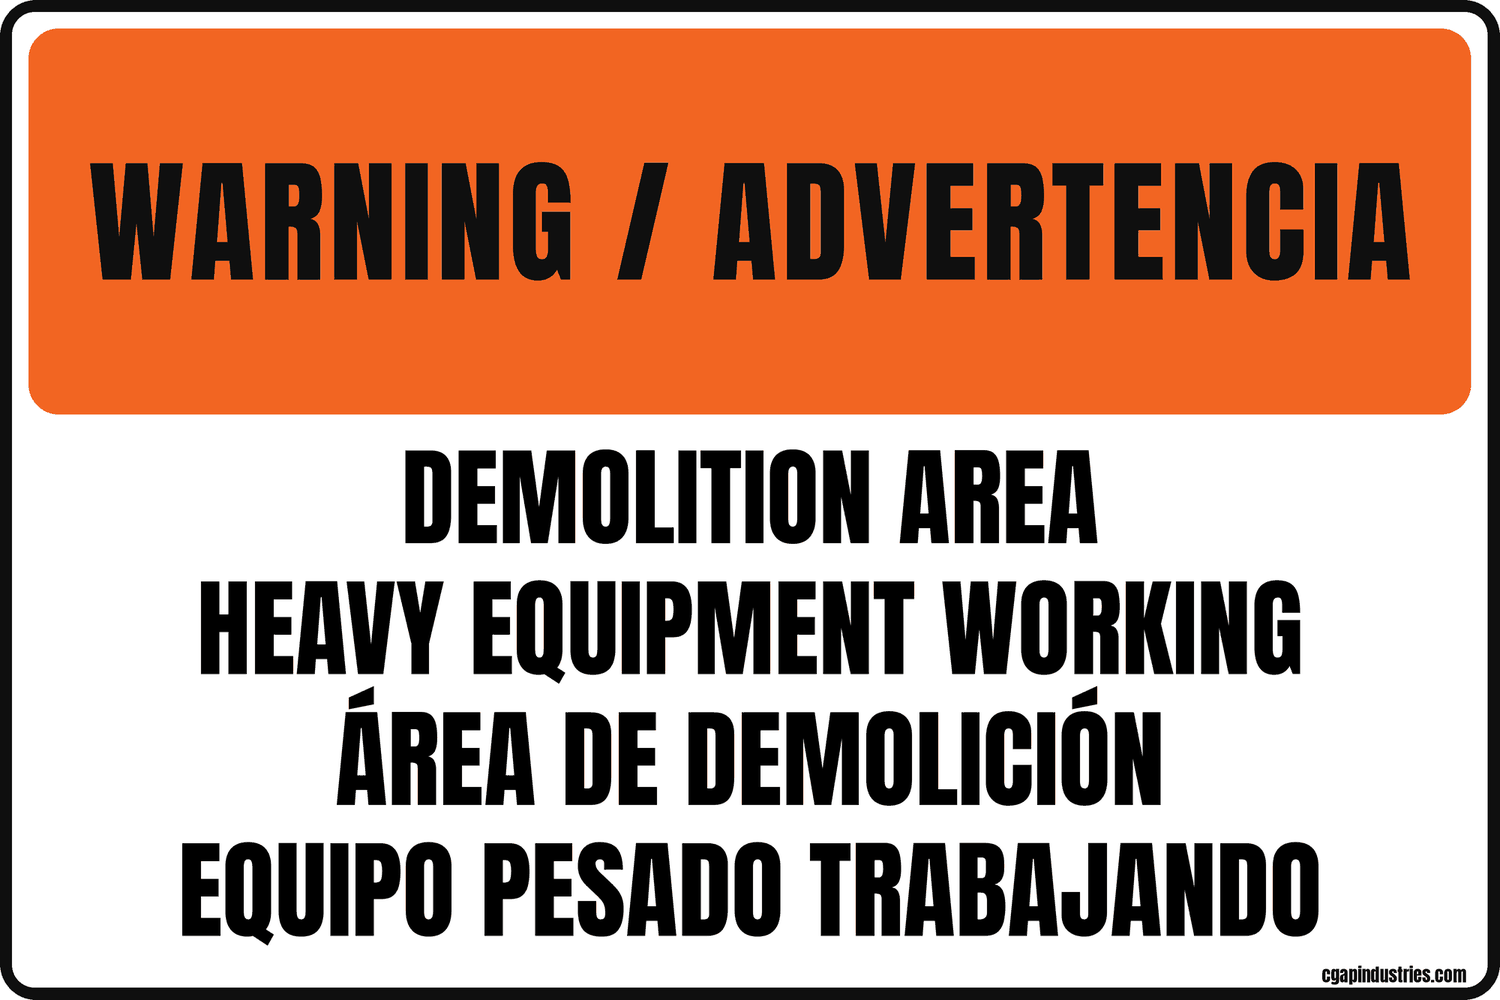 WARNING / ADVERTENCIA
DEMOLITION AREA
HEAVY EQUIPMENT WORKING
ÁREA DE DEMOLICIÓN
EQUIPO PESADO TRABAJANDO
cgapindustries.com